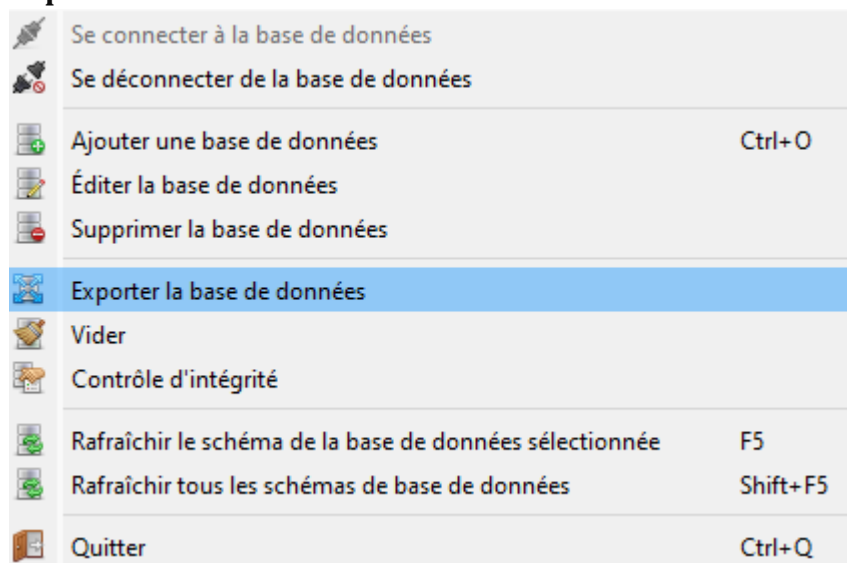 Se connecter à la base de données
Se déconnecter de la base de données
Ajouter une base de données Ctrl+O
Éditer la base de données
Supprimer la base de données
Exporter la base de données
Vider
Contrôle d'intégrité
Rafraîchir le schéma de la base de données sélectionnée F5
Rafraîchir tous les schémas de base de données Shift+F5
Quitter Ctrl+Q